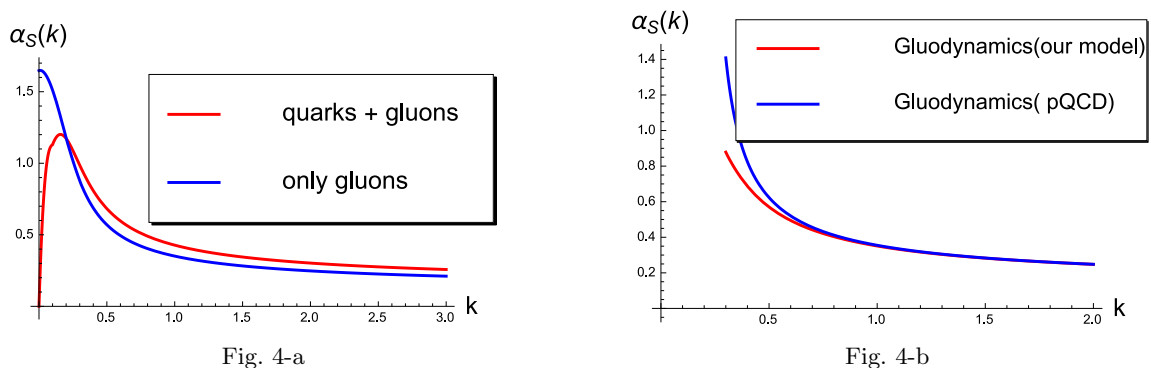 αS(k)
1.5
1.0
0.5
quarks + gluons
only gluons
0.5 1.0 1.5 2.0 2.5 3.0 k
Fig. 4-a
αS(k)
1.4
1.2
1.0
0.8
0.6
0.4
0.2
Gluodynamics(our model)
Gluodynamics( pQCD)
0.5 1.0 1.5 2.0 k
Fig. 4-b